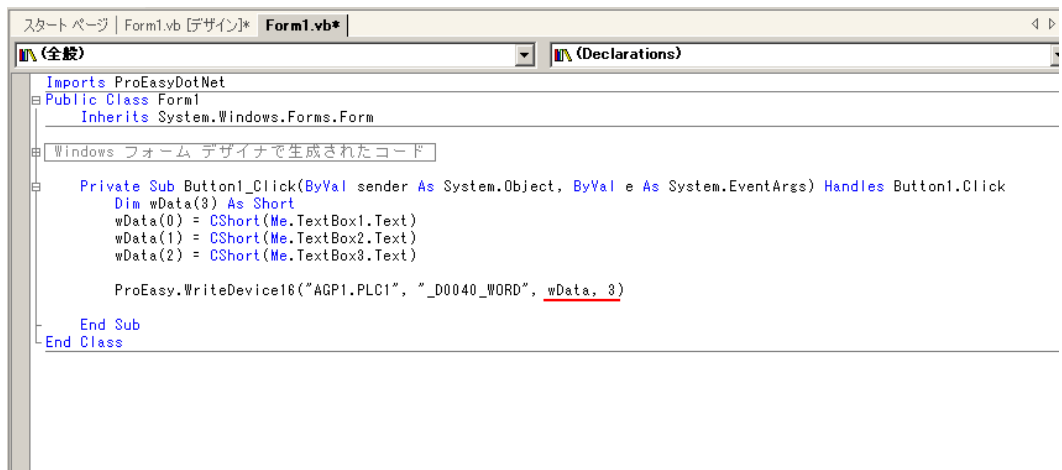 スタート ページ | Form1.vb [デザイン]* Form1.vb*
(全般) (Declarations)
Imports ProEasyDotNet
Public Class Form1
Inherits System.Windows.Forms.Form
Windows フォーム デザイナで生成されたコード
Private Sub Button1_Click(ByVal sender As System.Object, ByVal e As System.EventArgs) Handles Button1.Click
Dim wData(3) As Short
wData(0) = CShort(Me.TextBox1.Text)
wData(1) = CShort(Me.TextBox2.Text)
wData(2) = CShort(Me.TextBox3.Text)
ProEasy.WriteDevice16("AGP1.PLC1", "_D0040_WORD", wData, 3)
End Sub
End Class